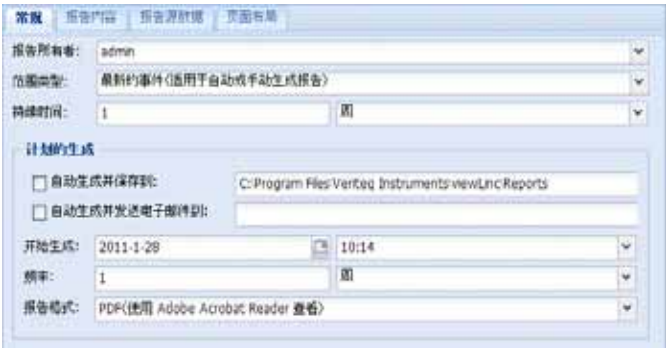 常规 报告内容 报告源数据 页面布局
报告所有者: admin
范围类型: 最新的事件(适用于自动或手动生成报告)
持续时间: 1 周
计划的生成
自动生成并保存到: C:\Program Files\Veriteq Instruments\viewLinc\Reports
自动生成并发送电子邮件到:
开始生成: 2011-1-28 10:14
频率: 1 周
报告格式: PDF(使用 Adobe Acrobat Reader 查看)